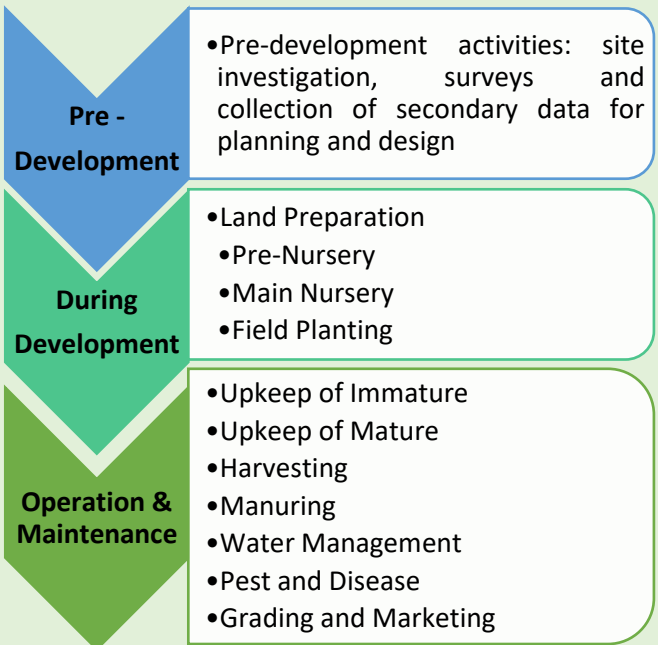 Pre -
Development
•Pre-development activities: site
investigation, surveys and
collection of secondary data for
planning and design
During
Development
•Land Preparation
•Pre-Nursery
•Main Nursery
•Field Planting
Operation &
Maintenance
•Upkeep of Immature
•Upkeep of Mature
•Harvesting
•Manuring
•Water Management
•Pest and Disease
•Grading and Marketing